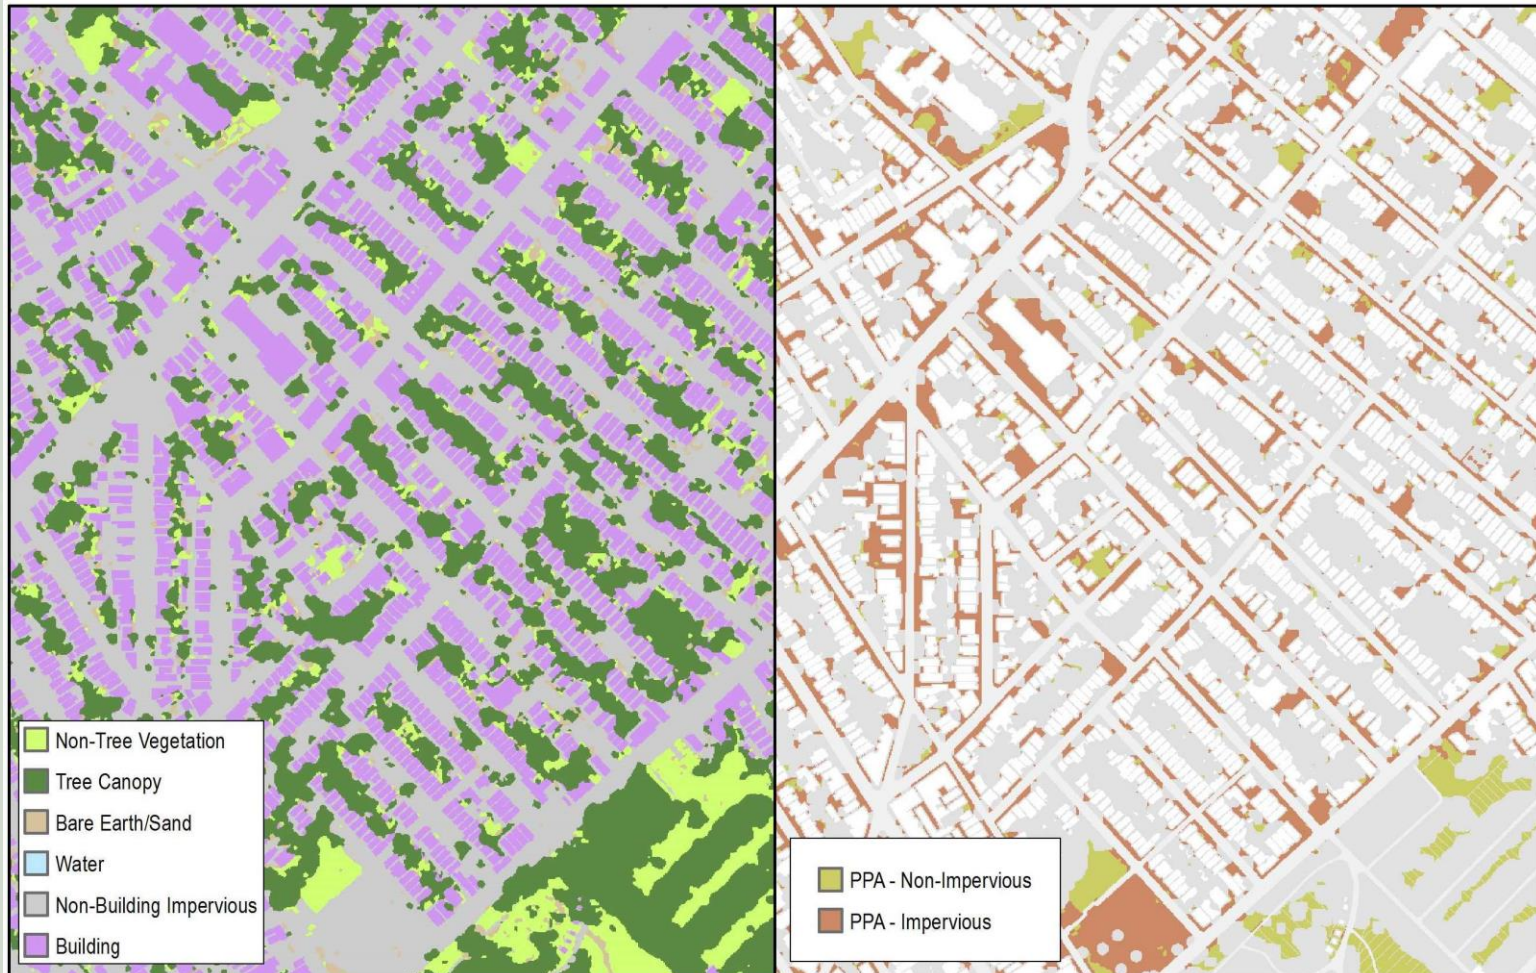 Non-Tree Vegetation
Tree Canopy
Bare Earth/Sand
Water
Non-Building Impervious
Building
PPA - Non-Impervious
PPA - Impervious